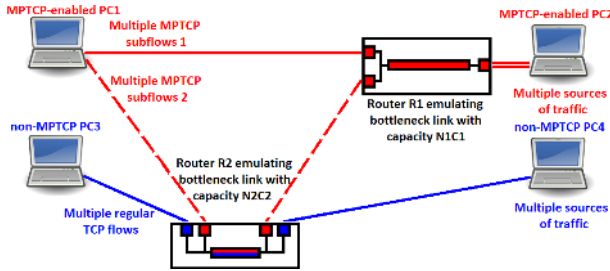 MPTCP-enabled PC1
Multiple MPTCP
subflows 1
Multiple MPTCP
subflows 2
MPTCP-enabled PC2
Multiple sources
of traffic
Router R1 emulating
bottleneck link with
capacity N1C1
non-MPTCP PC3
Router R2 emulating
bottleneck link with
capacity N2C2
non-MPTCP PC4
Multiple regular
TCP flows
Multiple sources
of traffic